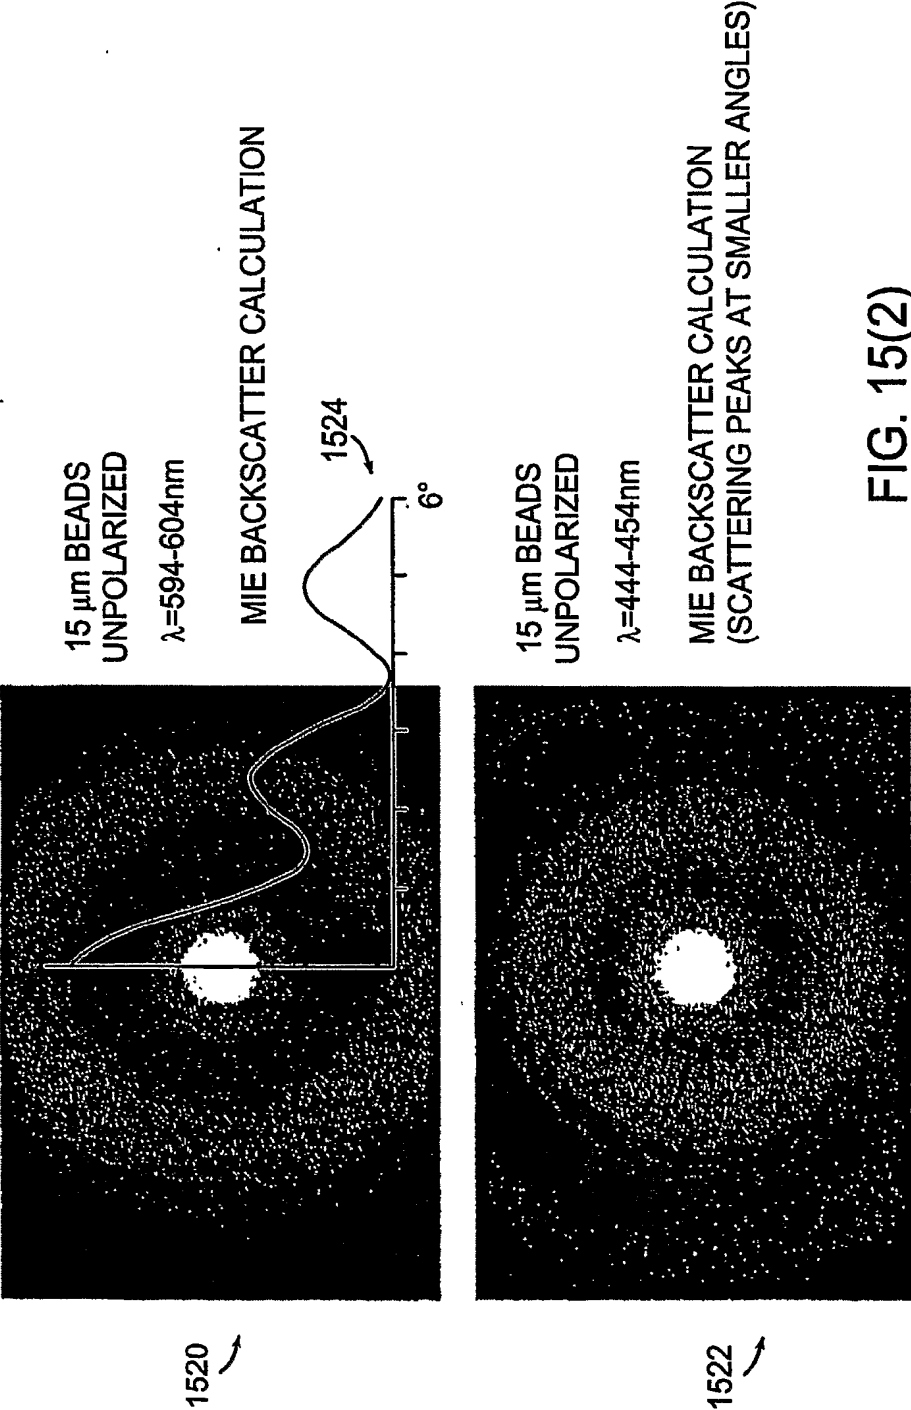 15 µm BEADS
UNPOLARIZED
λ=594-604nm
MIE BACKSCATTER CALCULATION
1524
6°
1520
15 µm BEADS
UNPOLARIZED
λ=444-454nm
MIE BACKSCATTER CALCULATION
(SCATTERING PEAKS AT SMALLER ANGLES)
1522
FIG. 15(2)